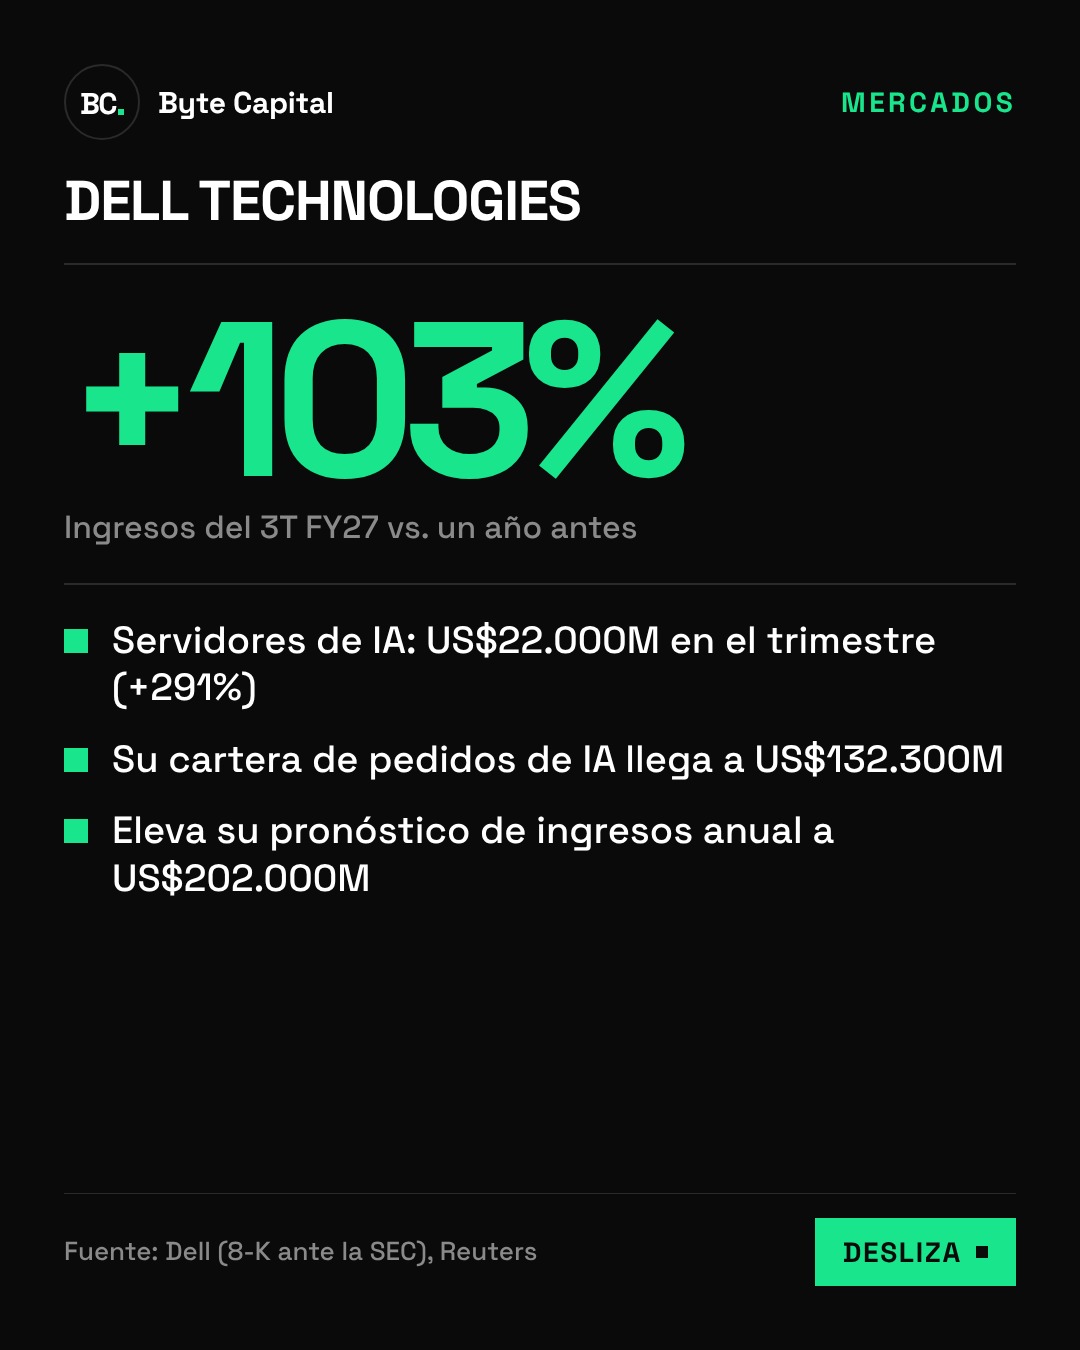 BC.
Byte Capital
MERCADOS
DELL TECHNOLOGIES
+103%
Ingresos del 3T FY27 vs. un año antes
Servidores de IA: US$22.000M en el trimestre
(+291%)
Su cartera de pedidos de IA llega a US$132.300M
Eleva su pronóstico de ingresos anual a
US$202.000M
Fuente: Dell (8-K ante la SEC), Reuters
DESLIZA